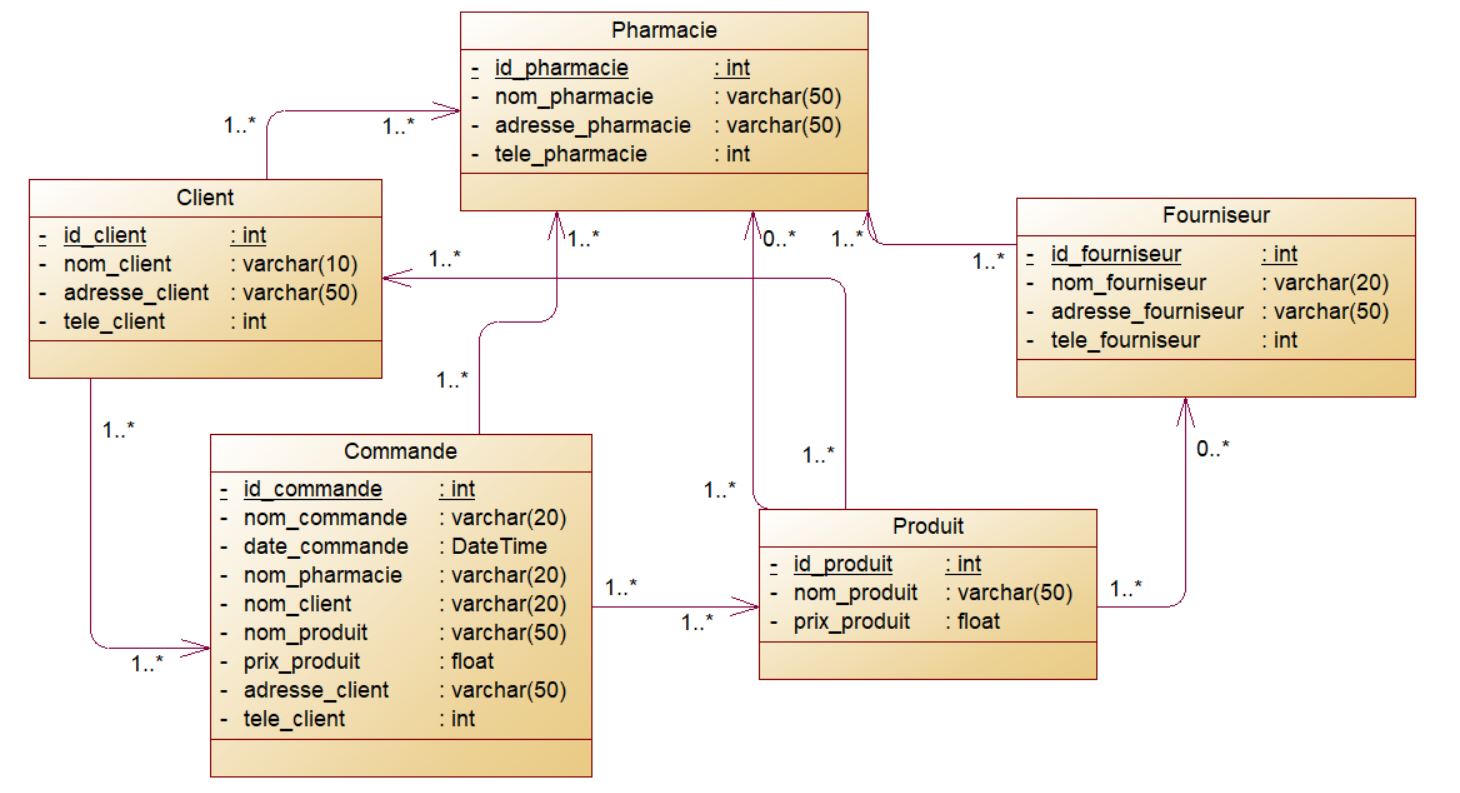 Pharmacie
- id_pharmacie : int
- nom_pharmacie : varchar(50)
- adresse_pharmacie : varchar(50)
- tele_pharmacie : int
1..*
1..*
Client
- id_client : int
- nom_client : varchar(10)
- adresse_client : varchar(50)
- tele_client : int
Fourniseur
- id_fourniseur : int
- nom_fourniseur : varchar(20)
- adresse_fourniseur : varchar(50)
- tele_fourniseur : int
1..*
0..*
1..*
1..*
1..*
1..*
1..*
1..*
0..*
1..*
1..*
Commande
- id_commande : int
- nom_commande : varchar(20)
- date_commande : DateTime
- nom_pharmacie : varchar(20)
- nom_client : varchar(20)
- nom_produit : varchar(50)
- prix_produit : float
- adresse_client : varchar(50)
- tele_client : int
Produit
- id_produit : int
- nom_produit : varchar(50)
- prix_produit : float
1..*
1..*
1..*
1..*